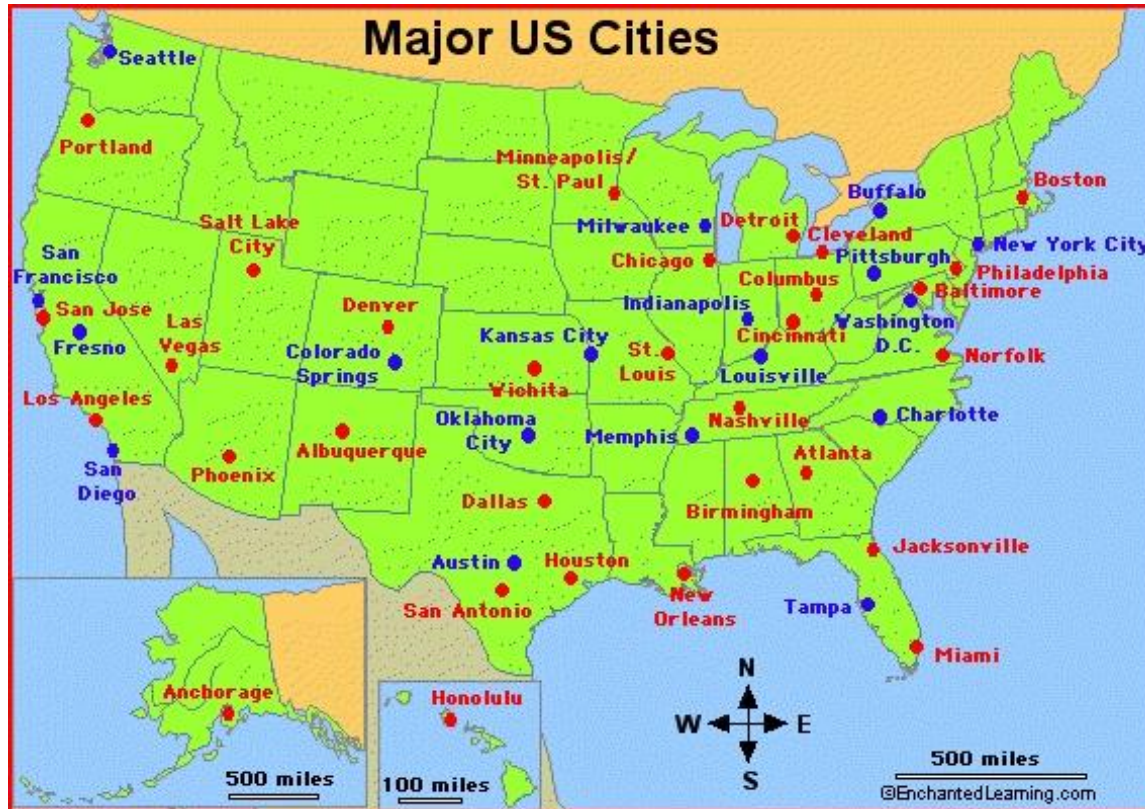 Major US Cities
Seattle
Portland
Minneapolis/
St. Paul
Buffalo
Boston
Milwaukee
Detroit
Cleveland
New York City
Salt Lake
City
San
Francisco
Chicago
Columbus
Pittsburgh
Philadelphia
Baltimore
San Jose
Fresno
Las
Vegas
Denver
Colorado
Springs
Kansas City
Wichita
St.
Louis
Indianapolis
Cincinnati
Louisville
Washington
D.C.
Norfolk
Los Angeles
San
Diego
Phoenix
Albuquerque
Oklahoma
City
Memphis
Nashville
Charlotte
Atlanta
Birmingham
Dallas
Austin
Houston
San Antonio
New
Orleans
Jacksonville
Tampa
Miami
Anchorage
500 miles
Honolulu
100 miles
N
W
E
S
500 miles
©EnchantedLearning.com